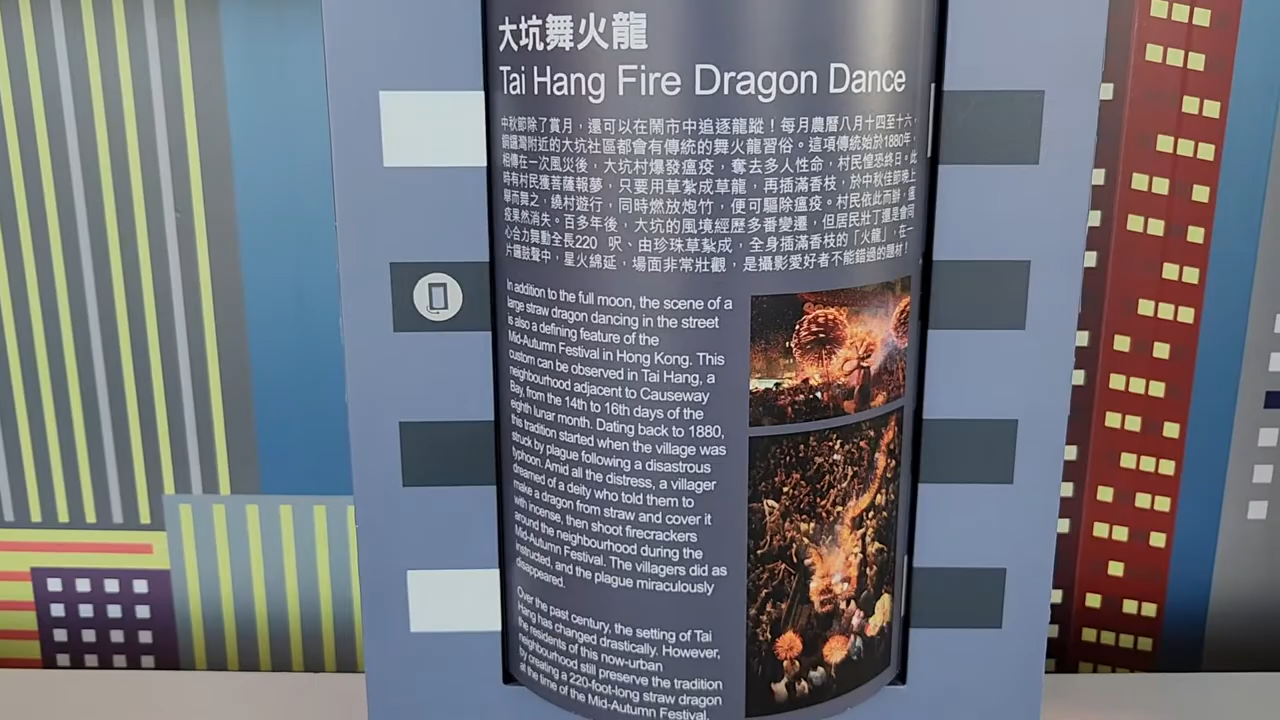 大坑舞火龍
Tai Hang Fire Dragon Dance
中秋節除了賞月，還可以在鬧市中追逐龍蹤！每月農曆八月十四至十六，
銅鑼灣附近的大坑社區都會有傳統的舞火龍習俗。這項傳統始於1880年，
相傳在一次風災後，大坑村爆發瘟疫，奪去多人性命，村民惶恐終日。此
時有村民獲菩薩報夢，只要用草紮成草龍，再插滿香枝，於中秋佳節晚上
舉而舞之，繞村遊行，同時燃放炮竹，便可驅除瘟疫。村民依此而辦，瘟
疫果然消失。百多年後，大坑的風境經歷多番變遷，但居民壯丁還是會同
心合力舞動全長220 呎、由珍珠草紮成，全身插滿香枝的「火龍」，在一
片鑼鼓聲中，星火綿延，場面非常壯觀，是攝影愛好者不能錯過的題材！
In addition to the full moon, the scene of a
large straw dragon dancing in the street
is also a defining feature of the
Mid-Autumn Festival in Hong Kong. This
custom can be observed in Tai Hang, a
neighbourhood adjacent to Causeway
Bay, from the 14th to 16th days of the
eighth lunar month. Dating back to 1880,
this tradition started when the village was
struck by plague following a disastrous
typhoon. Amid all the distress, a villager
dreamed of a deity who told them to
make a dragon from straw and cover it
with incense, then shoot firecrackers
around the neighbourhood during the
Mid-Autumn Festival. The villagers did as
instructed, and the plague miraculously
disappeared.
Over the past century, the setting of Tai
Hang has changed drastically. However,
the residents of this now-urban
neighbourhood still preserve the tradition
by creating a 220-foot-long straw dragon
at the time of the Mid-Autumn Festival.